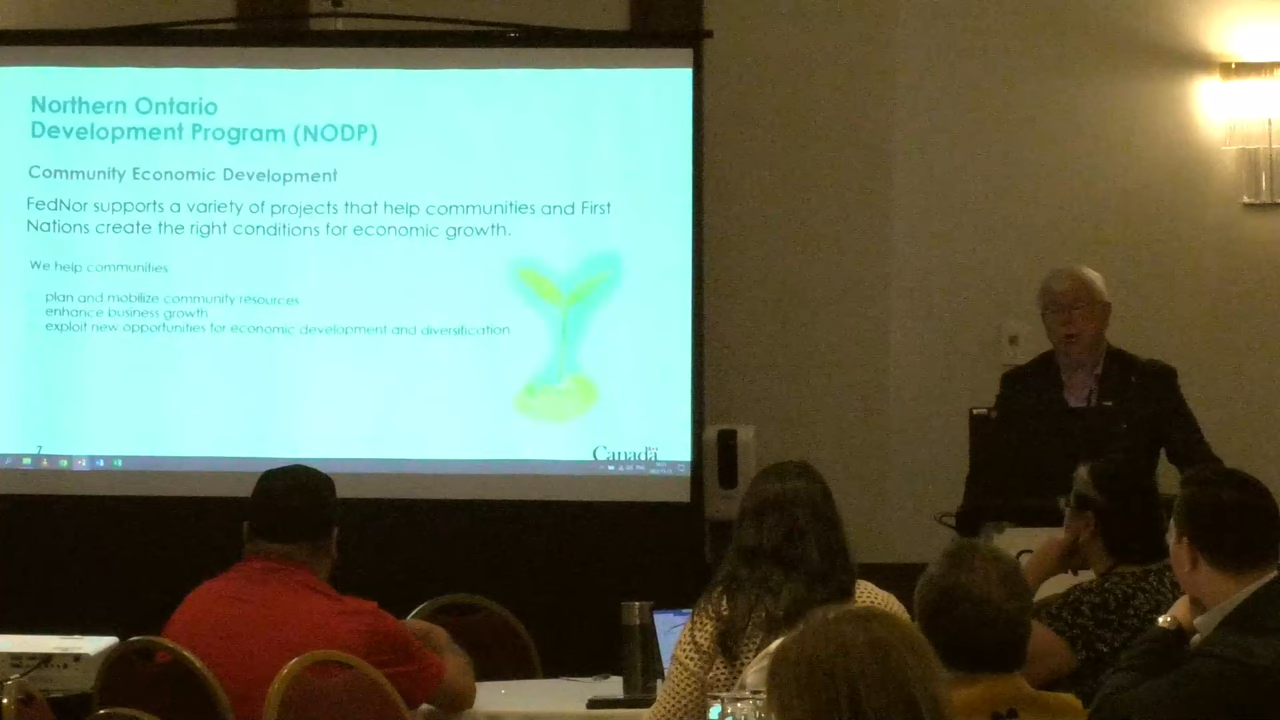 Northern Ontario
Development Program (NODP)
Community Economic Development
FedNor supports a variety of projects that help communities and First
Nations create the right conditions for economic growth.
We help communities
plan and mobilize community resources
enhance business growth
exploit new opportunities for economic development and diversification
7
Canada